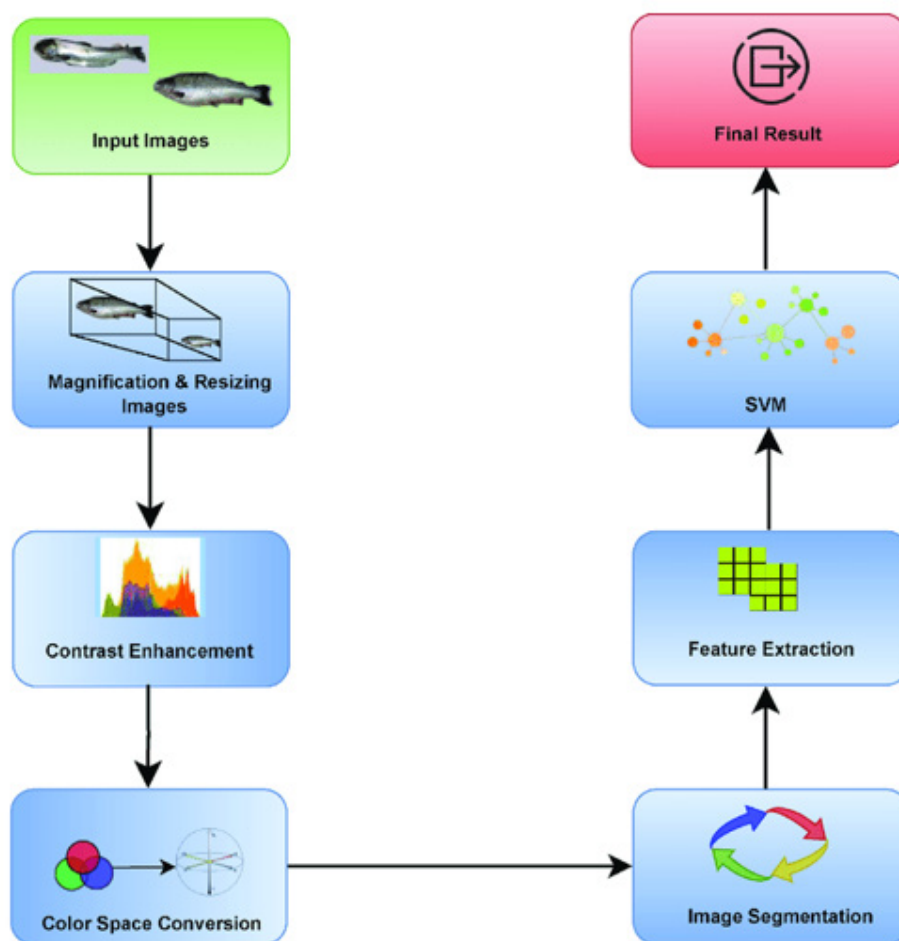 Input Images
Magnification & Resizing
Images
Contrast Enhancement
Color Space Conversion
Image Segmentation
Feature Extraction
SVM
Final Result